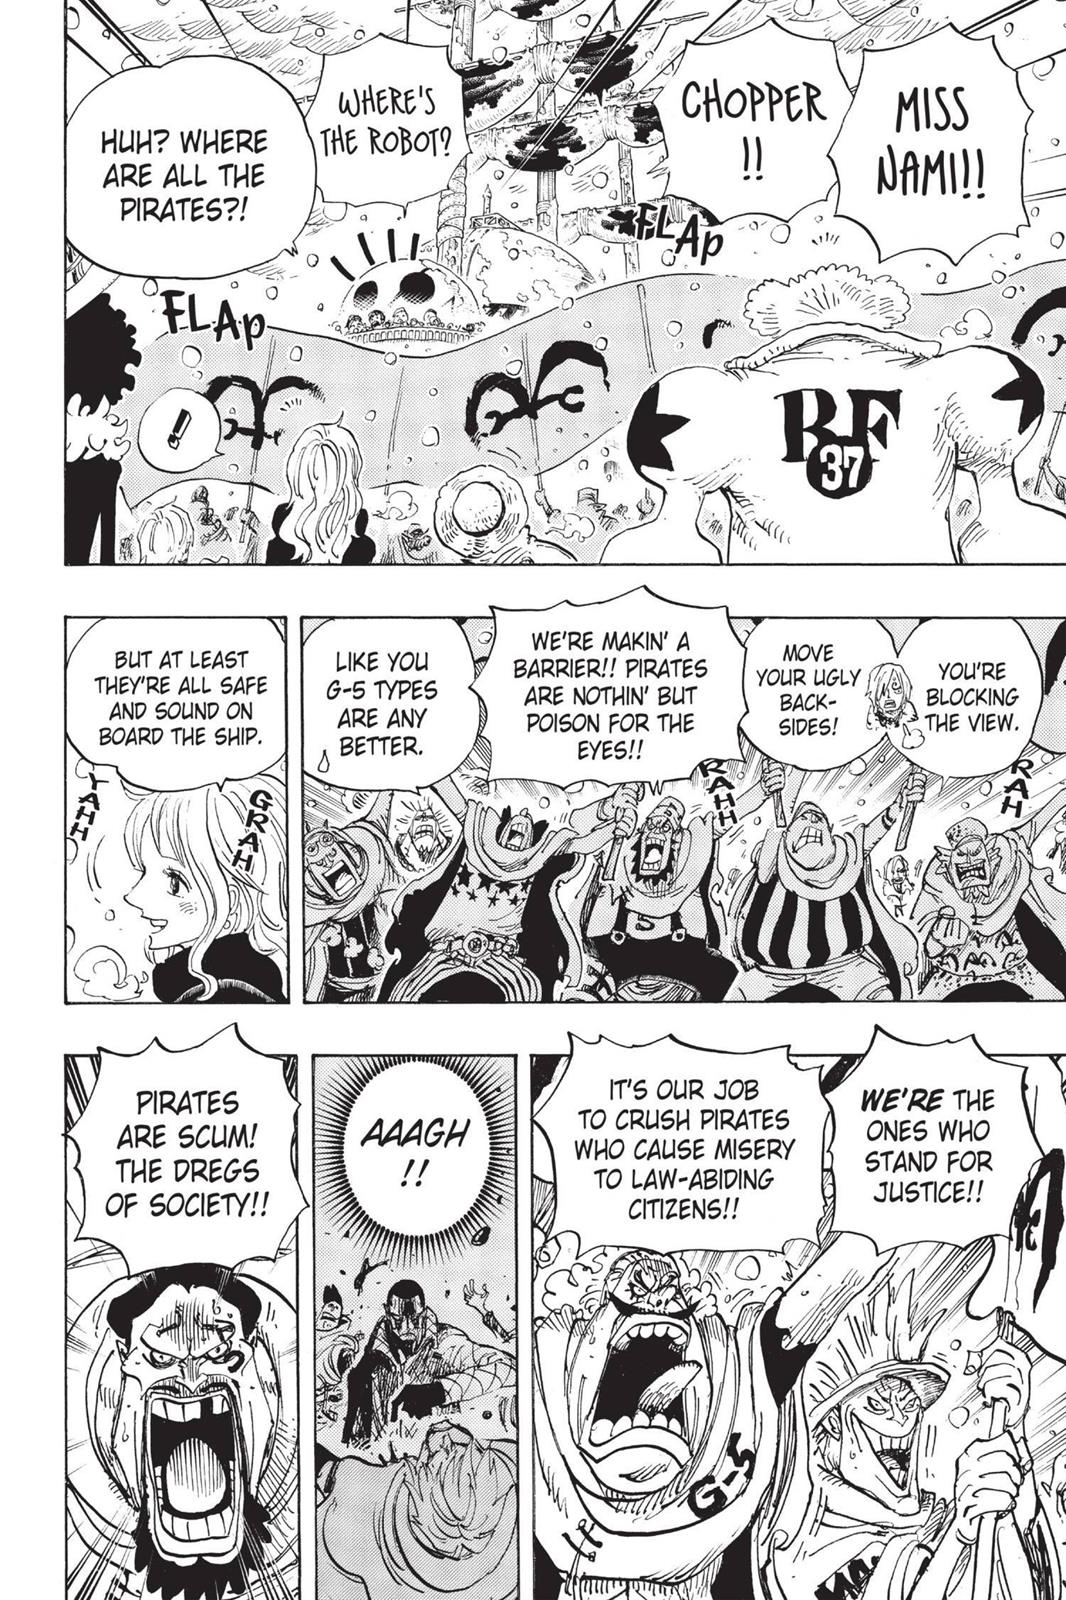 MISS
NAMI!!
CHOPPER
!!
WHERE'S
THE ROBOT?
HUH? WHERE
ARE ALL THE
PIRATES?!
FLAP
FLAP
!
BF
37
YOU'RE
BLOCKING
THE VIEW.
MOVE
YOUR UGLY
BACK-
SIDES!
WE'RE MAKIN' A
BARRIER!! PIRATES
ARE NOTHIN' BUT
POISON FOR THE
EYES!!
LIKE YOU
G-5 TYPES
ARE ANY
BETTER.
RAH
RAHH
S
BUT AT LEAST
THEY'RE ALL SAFE
AND SOUND ON
BOARD THE SHIP.
GRAH
YAHH
WE'RE THE
ONES WHO
STAND FOR
JUSTICE!!
IT'S OUR JOB
TO CRUSH PIRATES
WHO CAUSE MISERY
TO LAW-ABIDING
CITIZENS!!
G-5
AAAGH
!!
PIRATES
ARE SCUM!
THE DREGS
OF SOCIETY!!